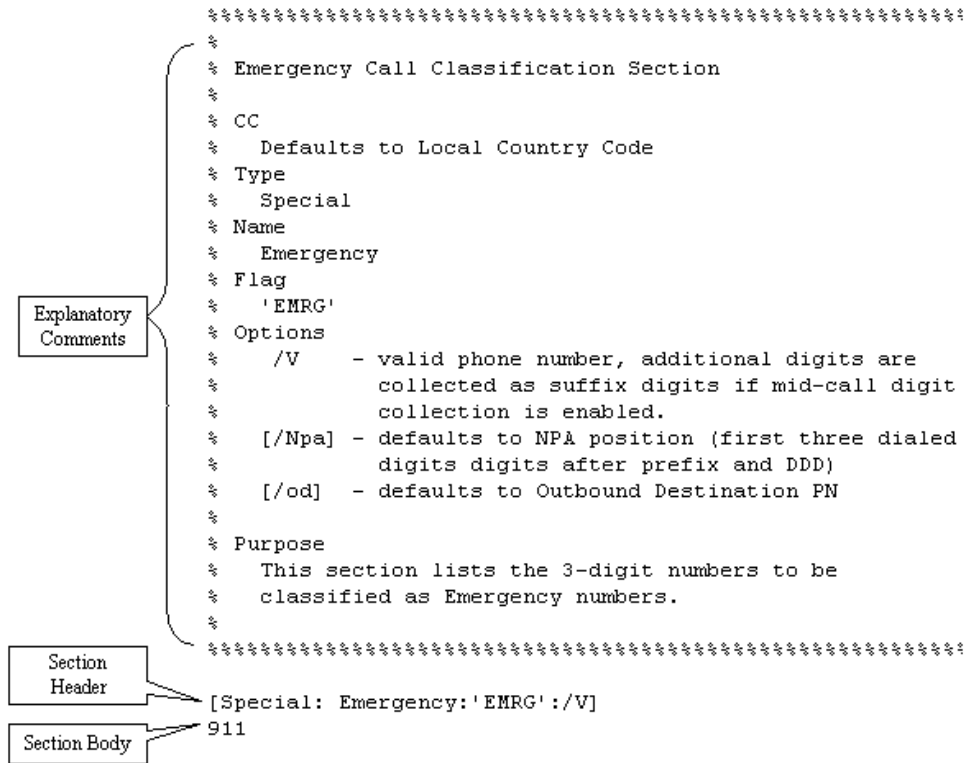 %%%%%%%%%%%%%%%%%%%%%%%%%%%%%%%%%%%%%%%%%%%%%%%%%%%%%%%%%%
%
% Emergency Call Classification Section
%
% CC
%   Defaults to Local Country Code
% Type
%   Special
% Name
%   Emergency
% Flag
%   'EMRG'
% Options
%    /V    - valid phone number, additional digits are
%            collected as suffix digits if mid-call digit
%            collection is enabled.
%   [/Npa] - defaults to NPA position (first three dialed
%            digits digits after prefix and DDD)
%   [/od]  - defaults to Outbound Destination PN
%
% Purpose
%   This section lists the 3-digit numbers to be
%   classified as Emergency numbers.
%
%%%%%%%%%%%%%%%%%%%%%%%%%%%%%%%%%%%%%%%%%%%%%%%%%%%%%%%%%%
Explanatory
Comments
Section
Header
[Special: Emergency:'EMRG':/V]
Section Body
911